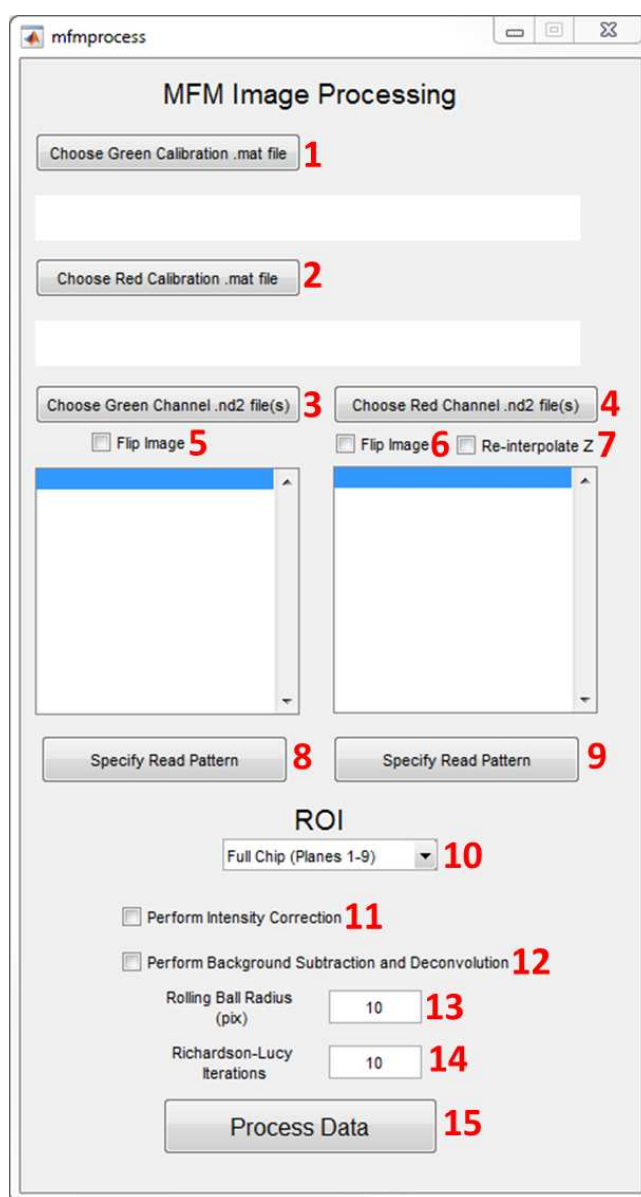 mfmprocess
MFM Image Processing
Choose Green Calibration .mat file 1
Choose Red Calibration .mat file 2
Choose Green Channel .nd2 file(s) 3 Choose Red Channel .nd2 file(s) 4
Flip Image 5 Flip Image 6 Re-interpolate Z 7
Specify Read Pattern 8 Specify Read Pattern 9
ROI
Full Chip (Planes 1-9) 10
Perform Intensity Correction 11
Perform Background Subtraction and Deconvolution 12
Rolling Ball Radius
(pix) 10 13
Richardson-Lucy
Iterations 10 14
Process Data 15